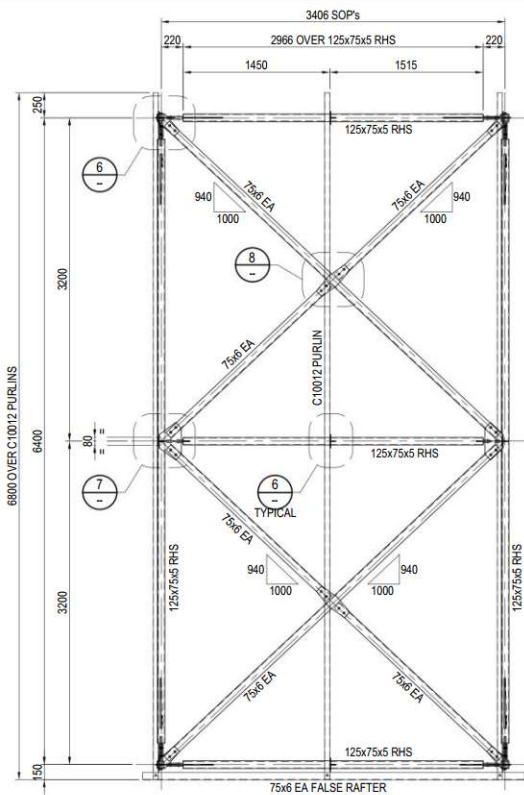 3406 SOP's
220
2966 OVER 125x75x5 RHS
220
1450
1515
250
125x75x5 RHS
6
--
75x6 EA
75x6 EA
940
1000
940
1000
8
--
3200
C10012 PURLIN
75x6 EA
6800 OVER C10012 PURLINS
6400
80
=
=
125x75x5 RHS
7
--
6
--
TYPICAL
75x6 EA
940
1000
940
1000
3200
125x75x5 RHS
125x75x5 RHS
75x6 EA
75x6 EA
125x75x5 RHS
150
75x6 EA FALSE RAFTER